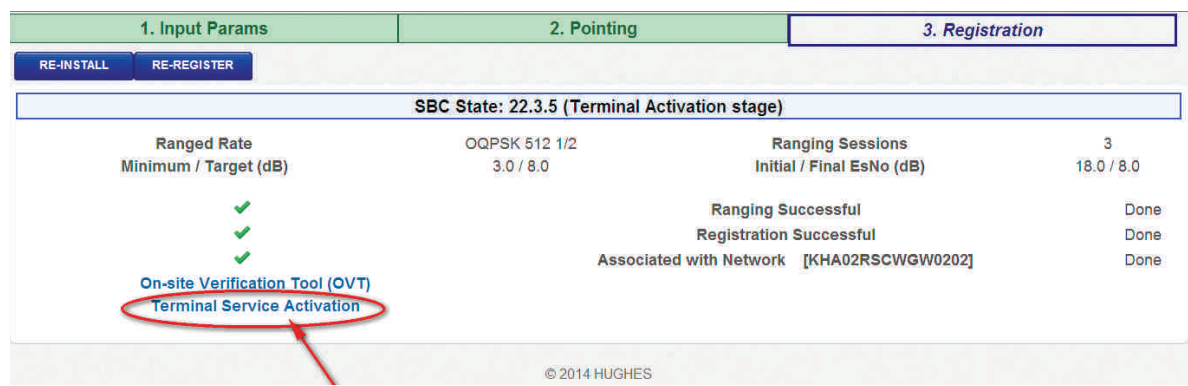 1. Input Params 2. Pointing 3. Registration
RE-INSTALL RE-REGISTER
SBC State: 22.3.5 (Terminal Activation stage)
Ranged Rate OQPSK 512 1/2 Ranging Sessions 3
Minimum / Target (dB) 3.0 / 8.0 Initial / Final EsNo (dB) 18.0 / 8.0
Ranging Successful Done
Registration Successful Done
Associated with Network [KHA02RSCWGW0202] Done
On-site Verification Tool (OVT)
Terminal Service Activation
© 2014 HUGHES